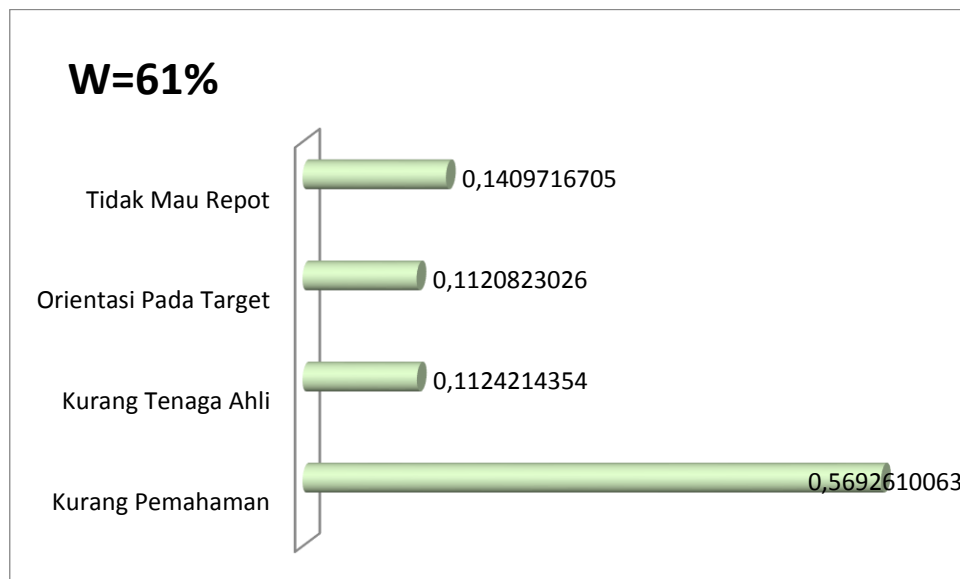 W=61%
Tidak Mau Repot
0,1409716705
Orientasi Pada Target
0,1120823026
Kurang Tenaga Ahli
0,1124214354
Kurang Pemahaman
0,5692610063